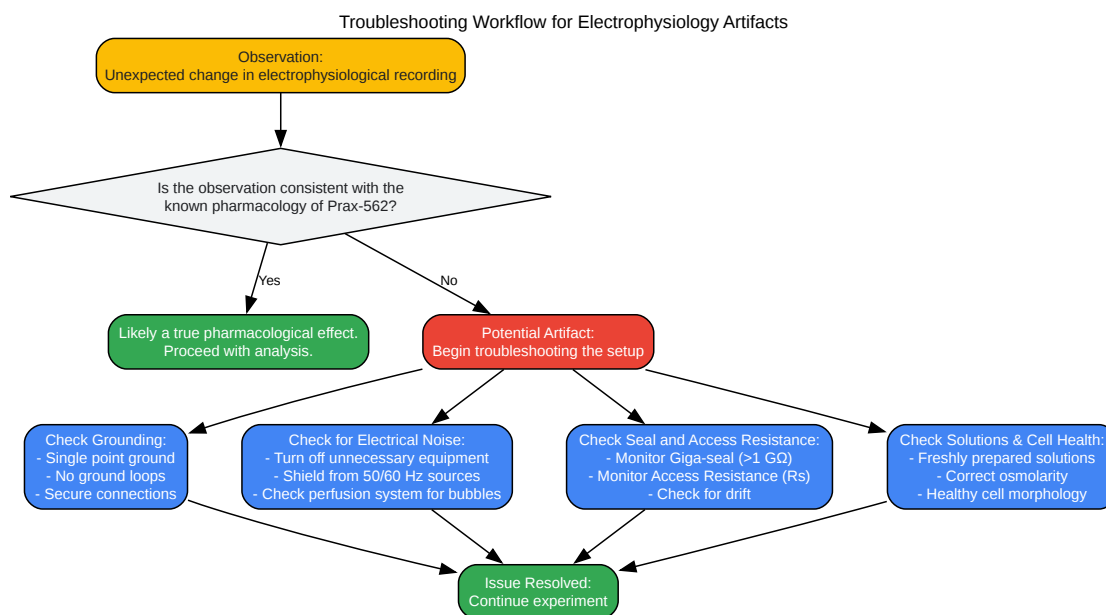 Troubleshooting Workflow for Electrophysiology Artifacts
Observation:
Unexpected change in electrophysiological recording
Is the observation consistent with the
known pharmacology of Prax-562?
Yes
No
Likely a true pharmacological effect.
Proceed with analysis.
Potential Artifact:
Begin troubleshooting the setup
Check Grounding:
- Single point ground
- No ground loops
- Secure connections
Check for Electrical Noise:
- Turn off unnecessary equipment
- Shield from 50/60 Hz sources
- Check perfusion system for bubbles
Check Seal and Access Resistance:
- Monitor Giga-seal (>1 GΩ)
- Monitor Access Resistance (Rs)
- Check for drift
Check Solutions & Cell Health:
- Freshly prepared solutions
- Correct osmolarity
- Healthy cell morphology
Issue Resolved:
Continue experiment